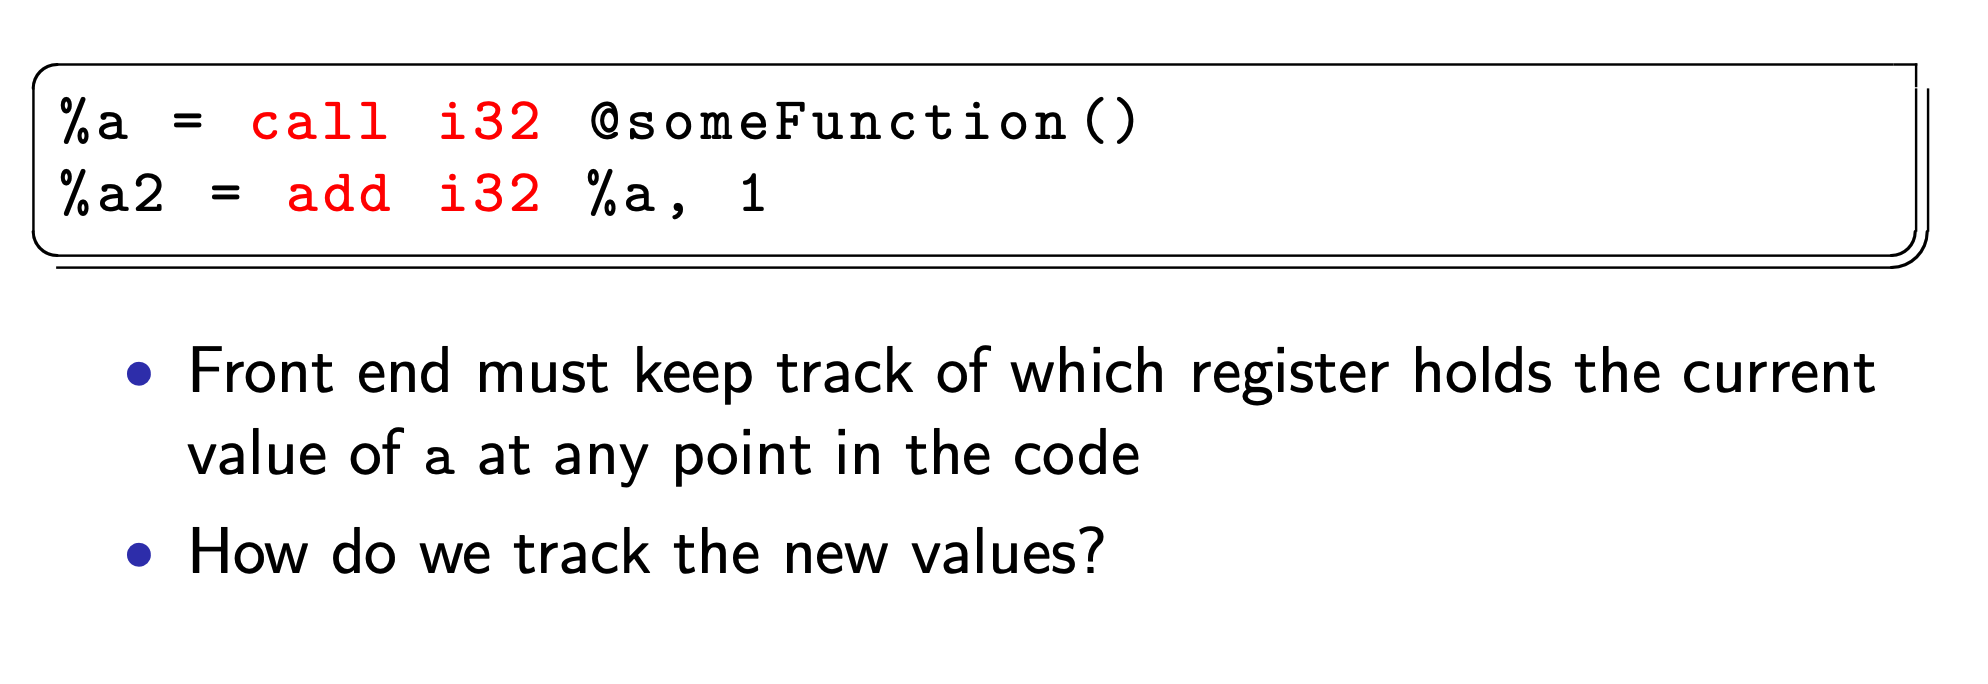 %a = call i32 @someFunction()
%a2 = add i32 %a, 1
• Front end must keep track of which register holds the current
value of a at any point in the code
• How do we track the new values?